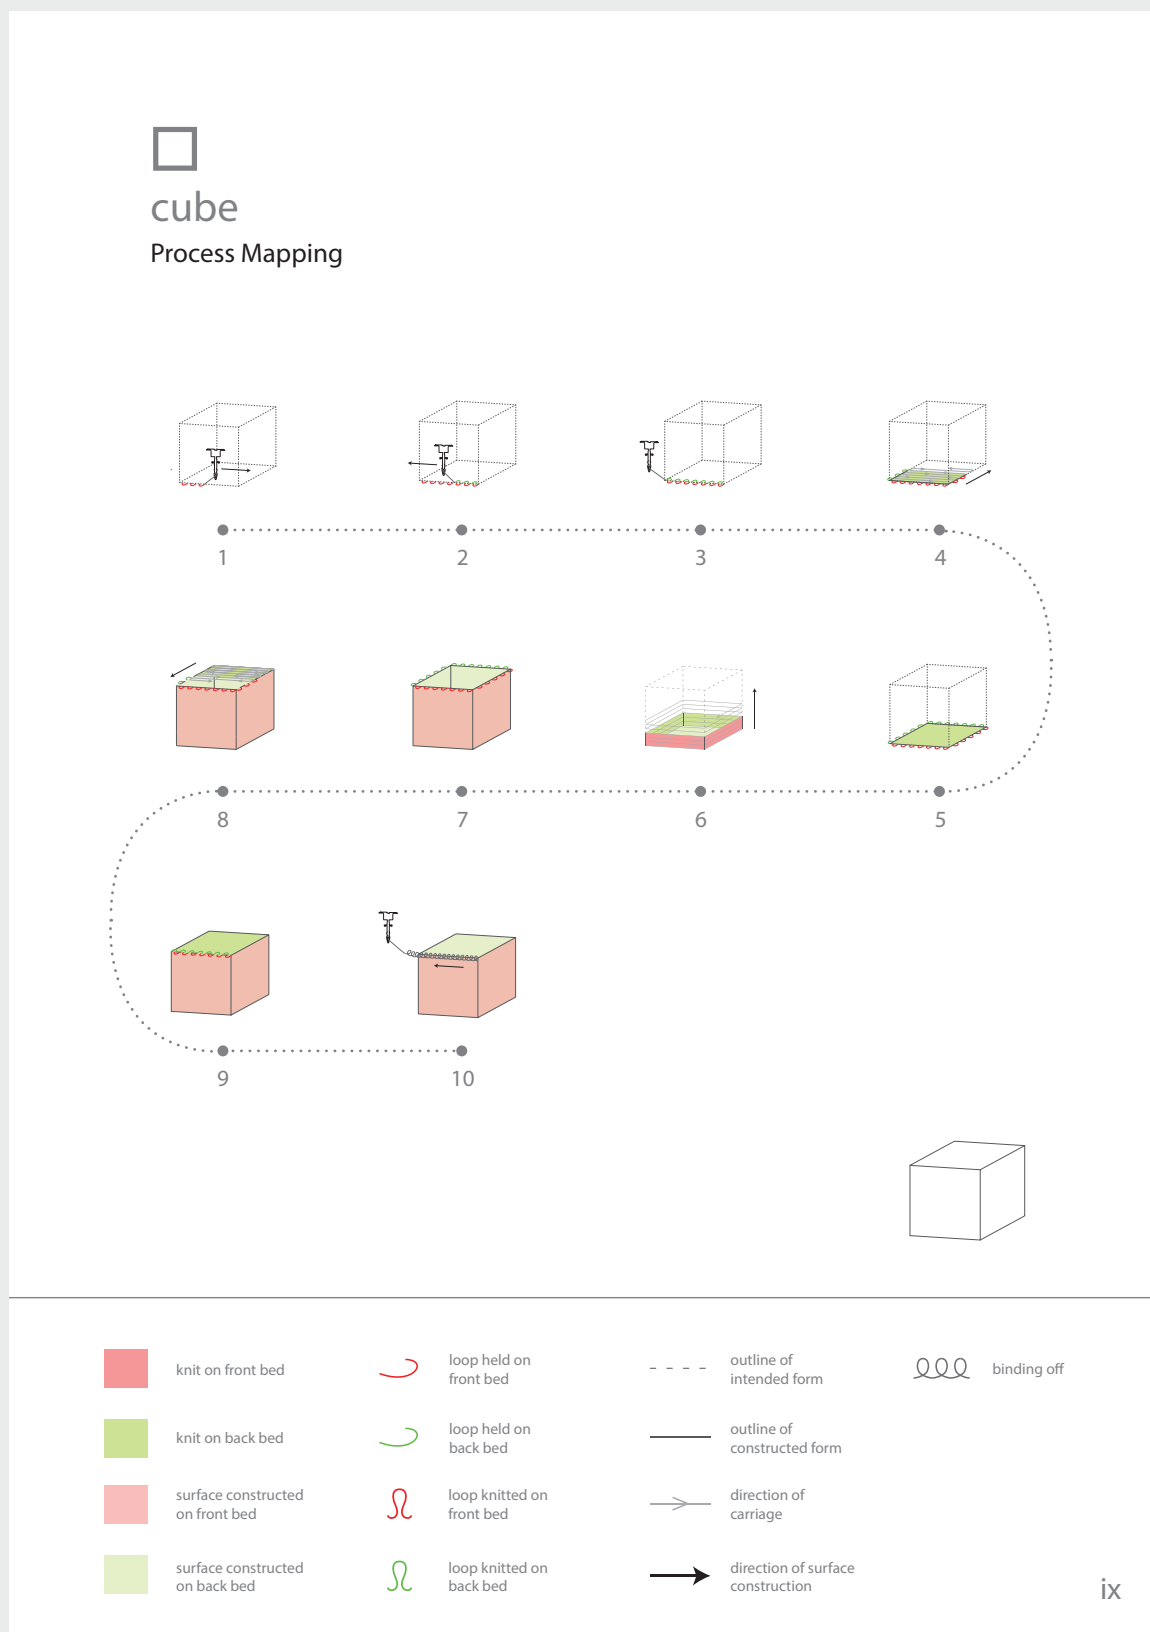 cube
Process Mapping
1
2
3
4
8
7
6
5
9
10
knit on front bed
loop held on
front bed
outline of
intended form
binding off
knit on back bed
loop held on
back bed
outline of
constructed form
surface constructed
on front bed
loop knitted on
front bed
direction of
carriage
surface constructed
on back bed
loop knitted on
back bed
direction of surface
construction
ix